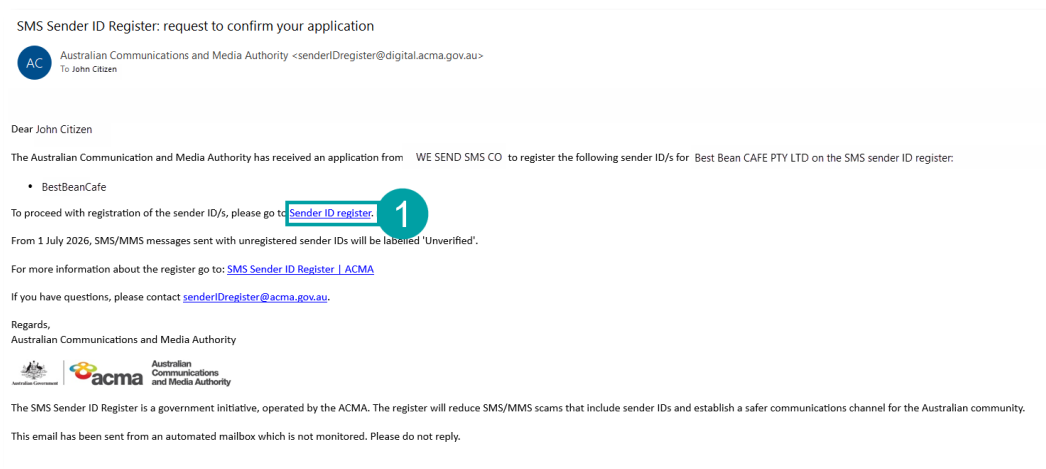 SMS Sender ID Register: request to confirm your application
AC
Australian Communications and Media Authority <senderIDregister@digital.acma.gov.au>
To John Citizen
Dear John Citizen
The Australian Communication and Media Authority has received an application from WE SEND SMS CO to register the following sender ID/s for Best Bean CAFE PTY LTD on the SMS sender ID register:
• BestBeanCafe
To proceed with registration of the sender ID/s, please go to Sender ID register.
1
From 1 July 2026, SMS/MMS messages sent with unregistered sender IDs will be labelled 'Unverified'.
For more information about the register go to: SMS Sender ID Register | ACMA
If you have questions, please contact senderIDregister@acma.gov.au.
Regards,
Australian Communications and Media Authority
Australian Government
acma
Australian
Communications
and Media Authority
The SMS Sender ID Register is a government initiative, operated by the ACMA. The register will reduce SMS/MMS scams that include sender IDs and establish a safer communications channel for the Australian community.
This email has been sent from an automated mailbox which is not monitored. Please do not reply.